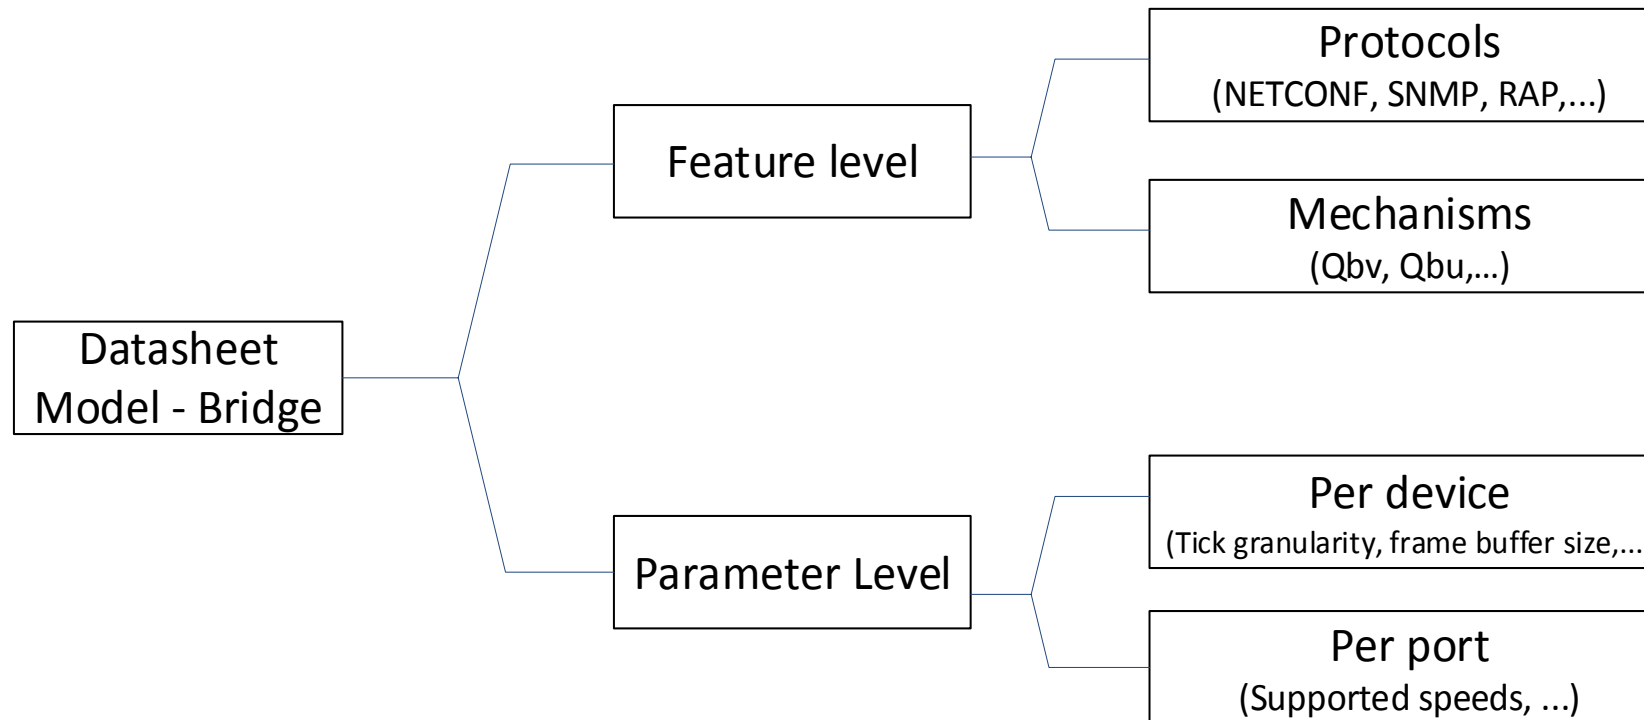 Protocols
(NETCONF, SNMP, RAP,...)
Feature level
Mechanisms
(Qbv, Qbu,...)
Datasheet
Model - Bridge
Per device
(Tick granularity, frame buffer size,...
Parameter Level
Per port
(Supported speeds, ...)